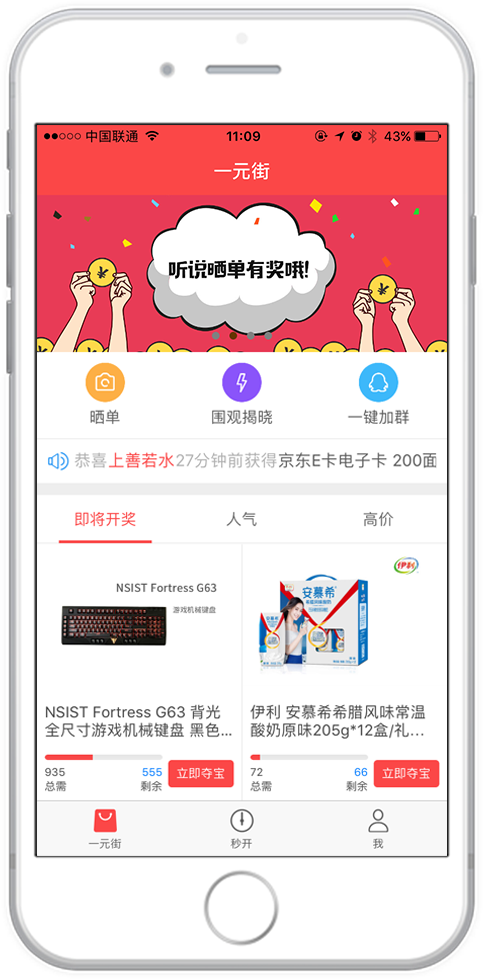 中国联通 11:09 43%
一元街
听说晒单有奖哦!
晒单 围观揭晓 一键加群
恭喜上善若水27分钟前获得京东E卡电子卡 200面
即将开奖 人气 高价
NSIST Fortress G63
游戏机械键盘
伊利
安慕希
安慕希
NSIST Fortress G63 背光
全尺寸游戏机械键盘 黑色...
伊利 安慕希希腊风味常温
酸奶原味205g*12盒/礼...
935 555 立即夺宝
总需 剩余
72 66 立即夺宝
总需 剩余
一元街 秒开 我